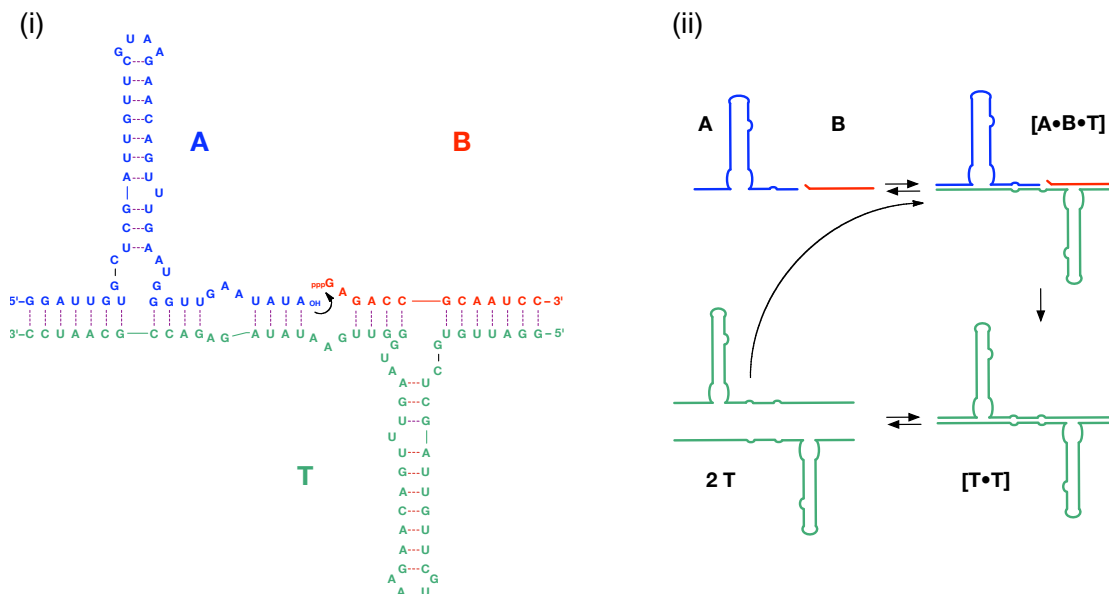 (i)
(ii)
U A
G A
C---G
U---A
U---A
G---C
U---A
U---G
A U
U
G---U
C---G
U---A
C A
U
A
B
5'-G G A U U G U G G G U U G A A U A U A OH
pppG A G A C C G C A A U C C-3'
3'-C C U A A C G C C A G A G A U A U A A G U U G G U G U U A G G-5'
G G
U C
A
A---U
G---C
U---G
U
U---A
G---U
A---U
C---G
A---U
A---U
G---C
A G U
A A
T
A
B
[A•B•T]
2 T
[T•T]